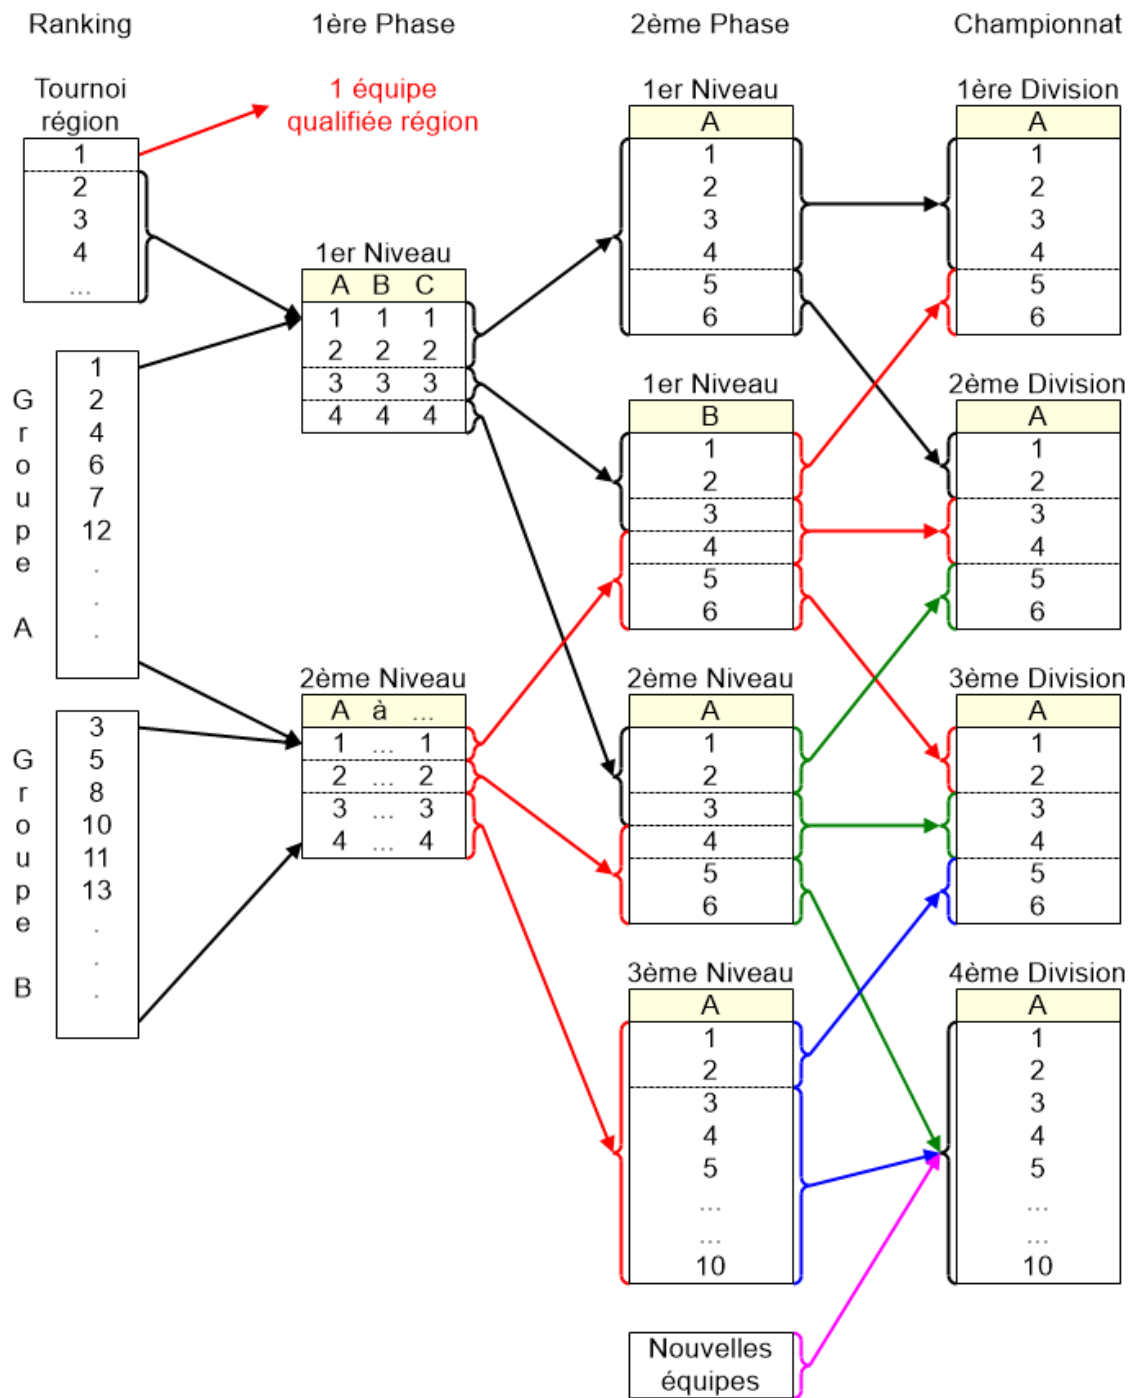 Ranking
1ère Phase
2ème Phase
Championnat
Tournoi
région
1
2
3
4
...
1 équipe
qualifiée région
Groupe A
1
2
4
6
7
12
.
.
.
Groupe B
3
5
8
10
11
13
.
.
.
1er Niveau
A B C
1 1 1
2 2 2
3 3 3
4 4 4
2ème Niveau
A à ...
1 ... 1
2 ... 2
3 ... 3
4 ... 4
1er Niveau
A
1
2
3
4
5
6
1er Niveau
B
1
2
3
4
5
6
2ème Niveau
A
1
2
3
4
5
6
3ème Niveau
A
1
2
3
4
5
...
...
10
Nouvelles
équipes
1ère Division
A
1
2
3
4
5
6
2ème Division
A
1
2
3
4
5
6
3ème Division
A
1
2
3
4
5
6
4ème Division
A
1
2
3
4
5
...
...
10